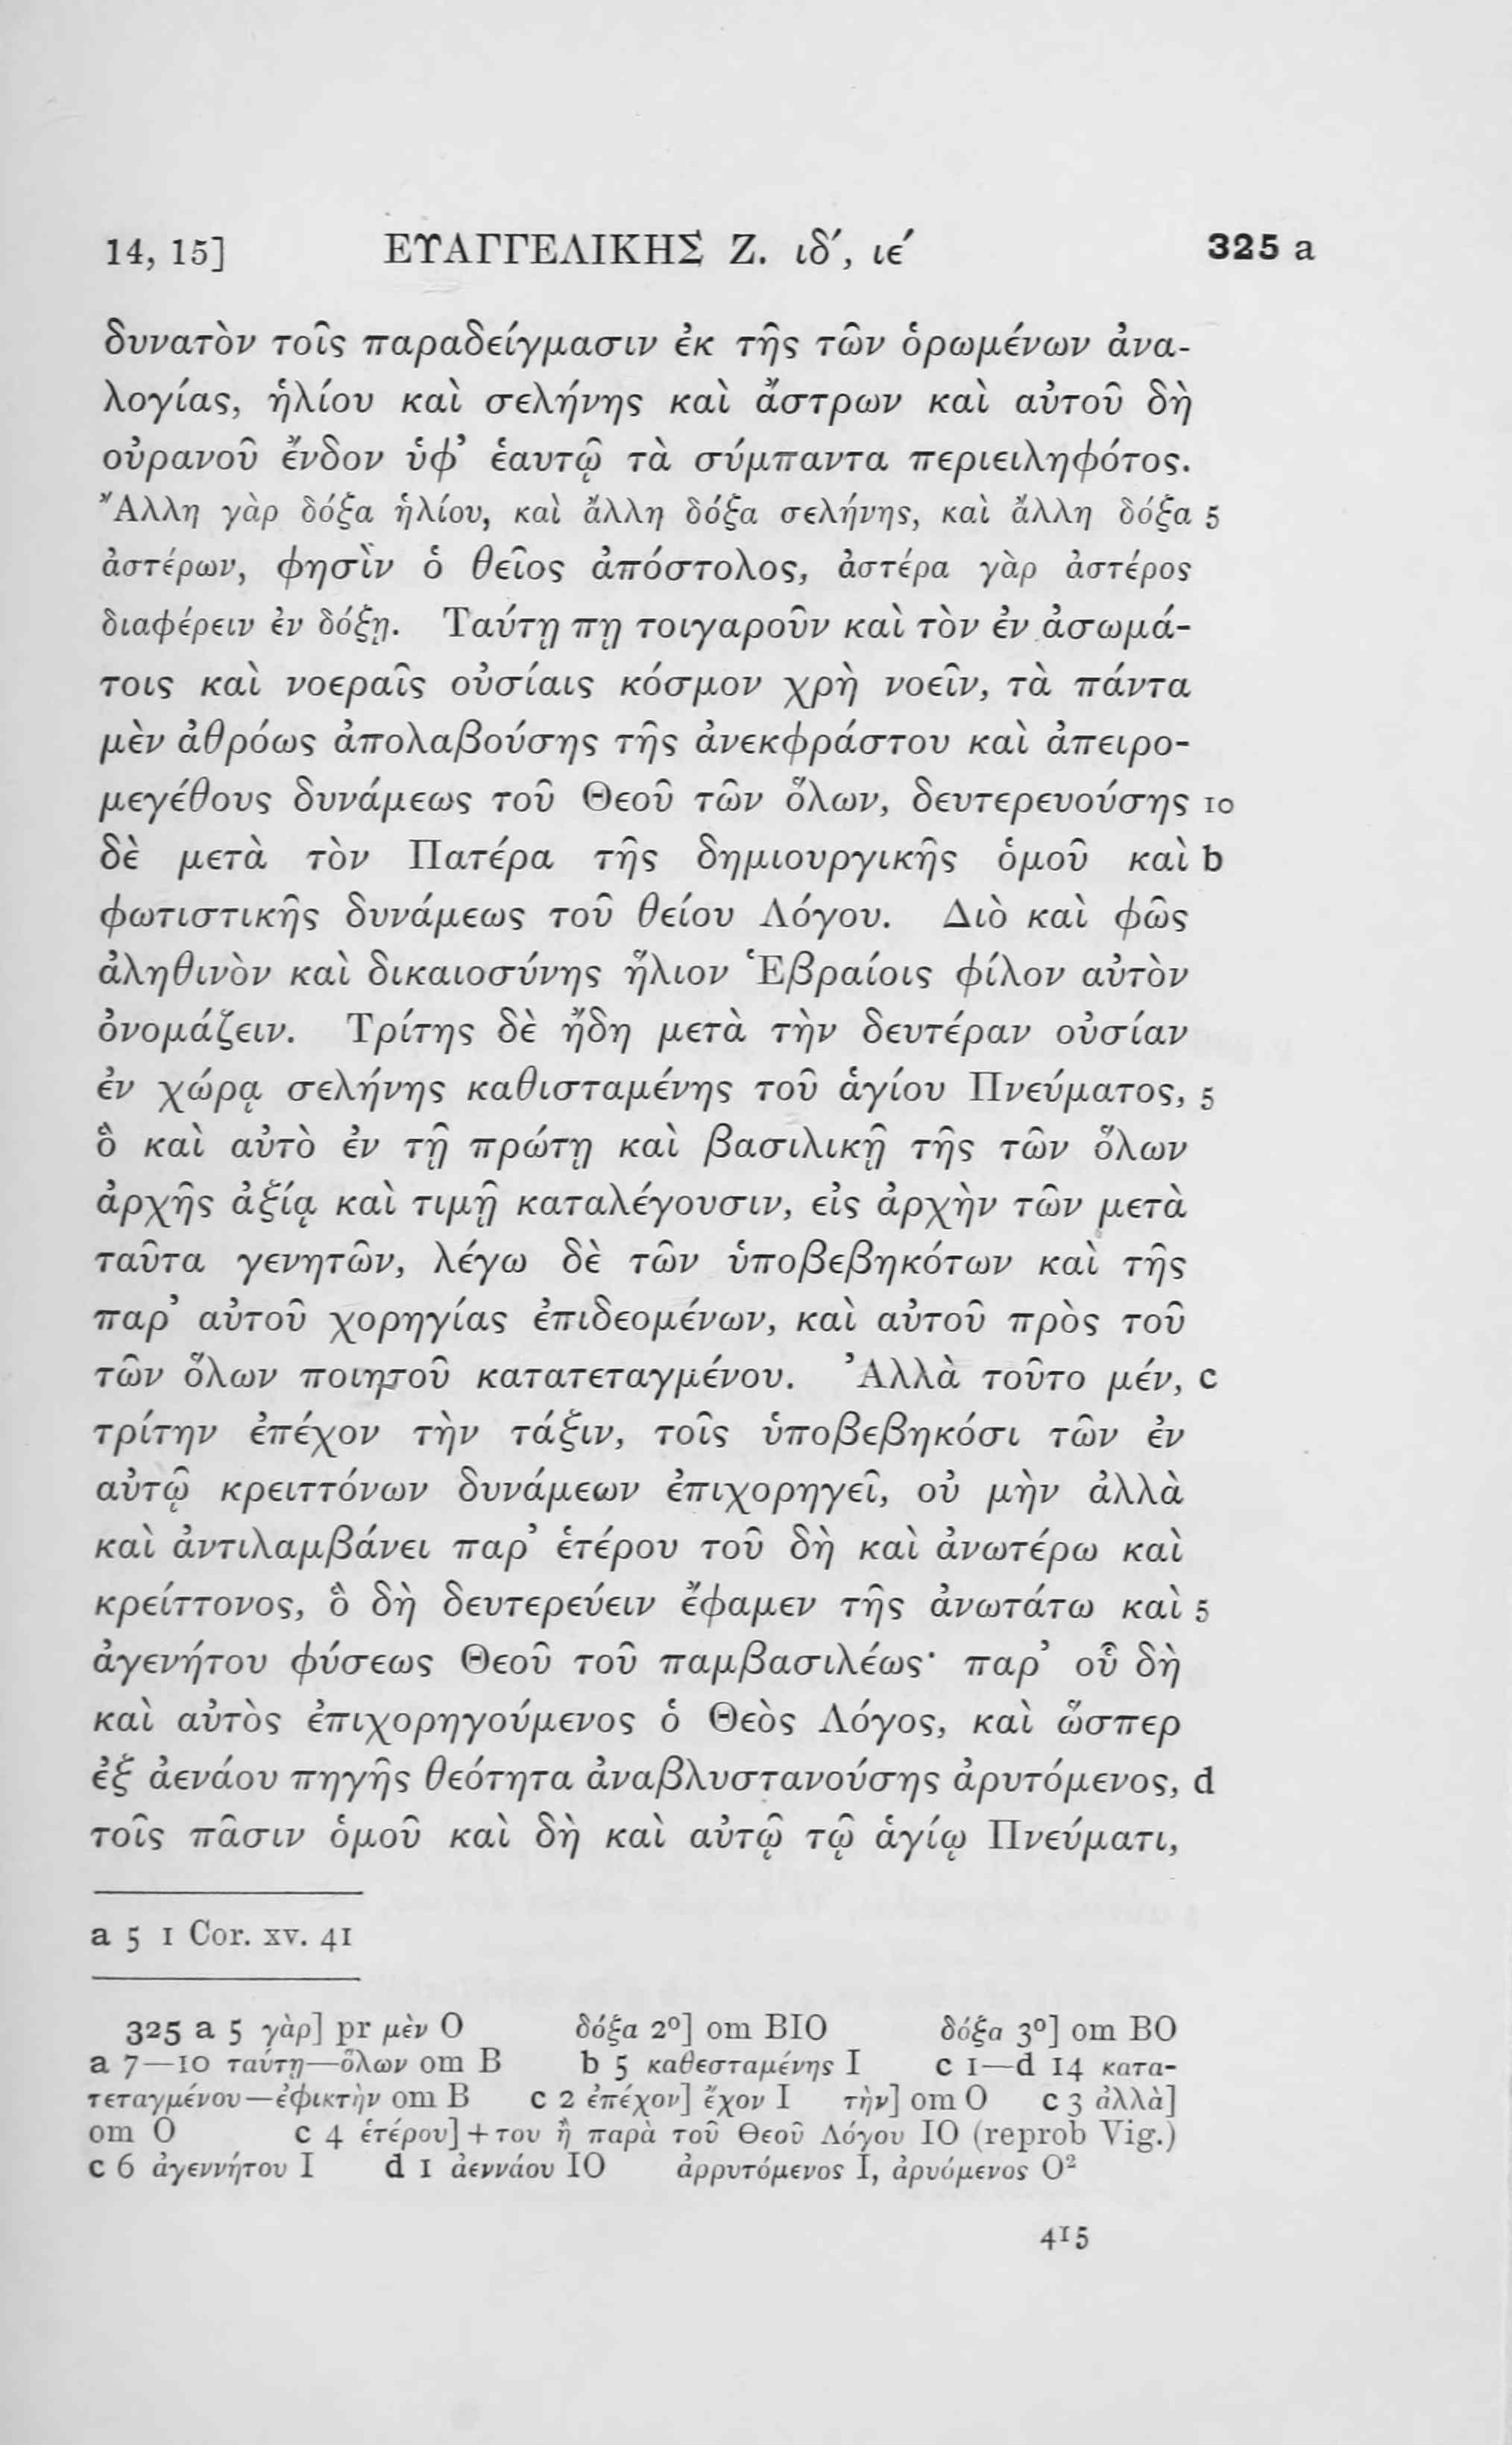 14, 15] ΕΥΑΓΓΕΛΙΚΗΣ Ζ. ιδ´, ιε´ 325 a
δυνατὸν τοῖς παραδείγμασιν ἐκ τῆς τῶν ὁρωμένων ἀνα-
λογίας, ἡλίου καὶ σελήνης καὶ ἄστρων καὶ αὐτοῦ δὴ
οὐρανοῦ ἔνδον ὑφ’ ἑαυτῷ τὰ σύμπαντα περιειληφότος.
Ἄλλη γὰρ δόξα ἡλίου, καὶ ἄλλη δόξα σελήνης, καὶ ἄλλη δόξα 5
ἀστέρων, φησὶν ὁ θεῖος ἀπόστολος, ἀστέρα γὰρ ἀστέρος
διαφέρειν ἐν δόξῃ. Ταύτῃ πῃ τοιγαροῦν καὶ τὸν ἐν ἀσωμά-
τοις καὶ νοεραῖς οὐσίαις κόσμον χρὴ νοεῖν, τὰ πάντα
μὲν ἀθρόως ἀπολαβούσης τῆς ἀνεκφράστου καὶ ἀπειρο-
μεγέθους δυνάμεως τοῦ Θεοῦ τῶν ὅλων, δευτερευούσης 10
δὲ μετὰ τὸν Πατέρα τῆς δημιουργικῆς ὁμοῦ καὶ b
φωτιστικῆς δυνάμεως τοῦ θείου Λόγου. Διὸ καὶ φῶς
ἀληθινὸν καὶ δικαιοσύνης ἥλιον Ἑβραίοις φίλον αὐτὸν
ὀνομάζειν. Τρίτης δὲ ἤδη μετὰ τὴν δευτέραν οὐσίαν
ἐν χώρᾳ σελήνης καθισταμένης τοῦ ἁγίου Πνεύματος, 5
ὃ καὶ αὐτὸ ἐν τῇ πρώτῃ καὶ βασιλικῇ τῆς τῶν ὅλων
ἀρχῆς ἀξίᾳ καὶ τιμῇ καταλέγουσιν, εἰς ἀρχὴν τῶν μετὰ
ταῦτα γενητῶν, λέγω δὲ τῶν ὑποβεβηκότων καὶ τῆς
παρ’ αὐτοῦ χορηγίας ἐπιδεομένων, καὶ αὐτοῦ πρὸς τοῦ
τῶν ὅλων ποιητοῦ κατατεταγμένου. Ἀλλὰ τοῦτο μέν, c
τρίτην ἐπέχον τὴν τάξιν, τοῖς ὑποβεβηκόσι τῶν ἐν
αὐτῷ κρειττόνων δυνάμεων ἐπιχορηγεῖ, οὐ μὴν ἀλλὰ
καὶ ἀντιλαμβάνει παρ’ ἑτέρου τοῦ δὴ καὶ ἀνωτέρω καὶ
κρείττονος, ὃ δὴ δευτερεύειν ἔφαμεν τῆς ἀνωτάτω καὶ 5
ἀγενήτου φύσεως Θεοῦ τοῦ παμβασιλέως· παρ’ οὗ δὴ
καὶ αὐτὸς ἐπιχορηγούμενος ὁ Θεὸς Λόγος, καὶ ὥσπερ
ἐξ ἀενάου πηγῆς θεότητα ἀναβλυστανούσης ἀρυτόμενος, d
τοῖς πᾶσιν ὁμοῦ καὶ δὴ καὶ αὐτῷ τῷ ἁγίῳ Πνεύματι,
a 5 1 Cor. xv. 41
325 a 5 γὰρ] pr μὲν O δόξα 2º] om BIO δόξα 3º] om BO
a 7—10 ταύτῃ—ὅλων om B b 5 καθεσταμένης I c 1—d 14 κατα-
τεταγμένου—ἐφικτὴν om B c 2 ἐπέχον] ἔχον I τὴν] om O c 3 ἀλλὰ]
om O c 4 ἑτέρου] + του ἢ παρὰ τοῦ Θεοῦ Λόγου IO (reprob Vig.)
c 6 ἀγεννήτου I d 1 ἀεννάου IO ἀρρυτόμενος I, ἀρυόμενος O²
415